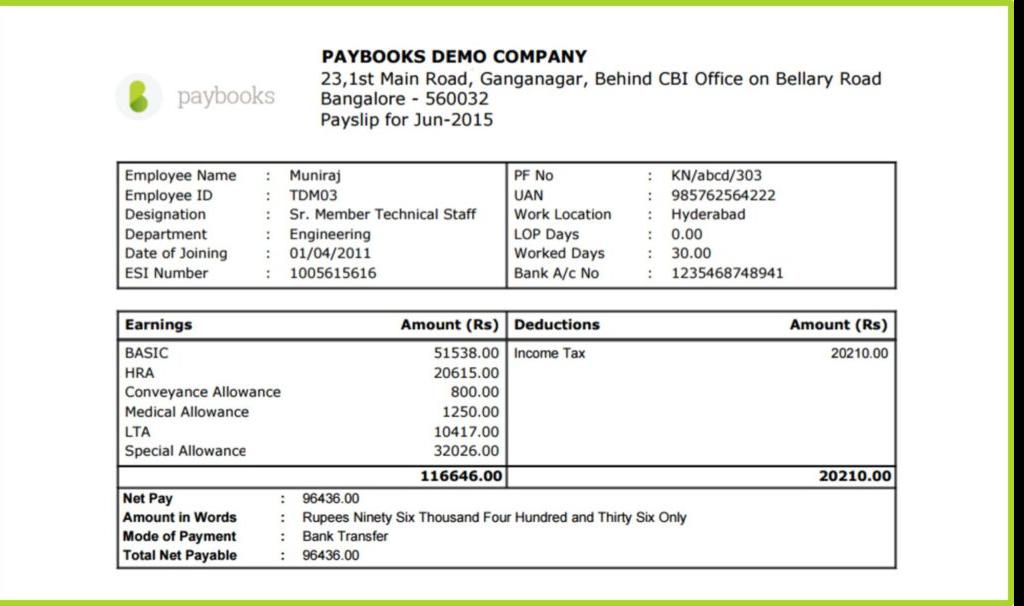 PAYBOOKS DEMO COMPANY
23,1st Main Road, Ganganagar, Behind CBI Office on Bellary Road
Bangalore - 560032
Payslip for Jun-2015
paybooks
Employee Name : Muniraj PF No : KN/abcd/303
Employee ID : TDM03 UAN : 985762564222
Designation : Sr. Member Technical Staff Work Location : Hyderabad
Department : Engineering LOP Days : 0.00
Date of Joining : 01/04/2011 Worked Days : 30.00
ESI Number : 1005615616 Bank A/c No : 1235468748941
Earnings Amount (Rs) Deductions Amount (Rs)
BASIC 51538.00 Income Tax 20210.00
HRA 20615.00
Conveyance Allowance 800.00
Medical Allowance 1250.00
LTA 10417.00
Special Allowance 32026.00
116646.00 20210.00
Net Pay : 96436.00
Amount in Words : Rupees Ninety Six Thousand Four Hundred and Thirty Six Only
Mode of Payment : Bank Transfer
Total Net Payable : 96436.00